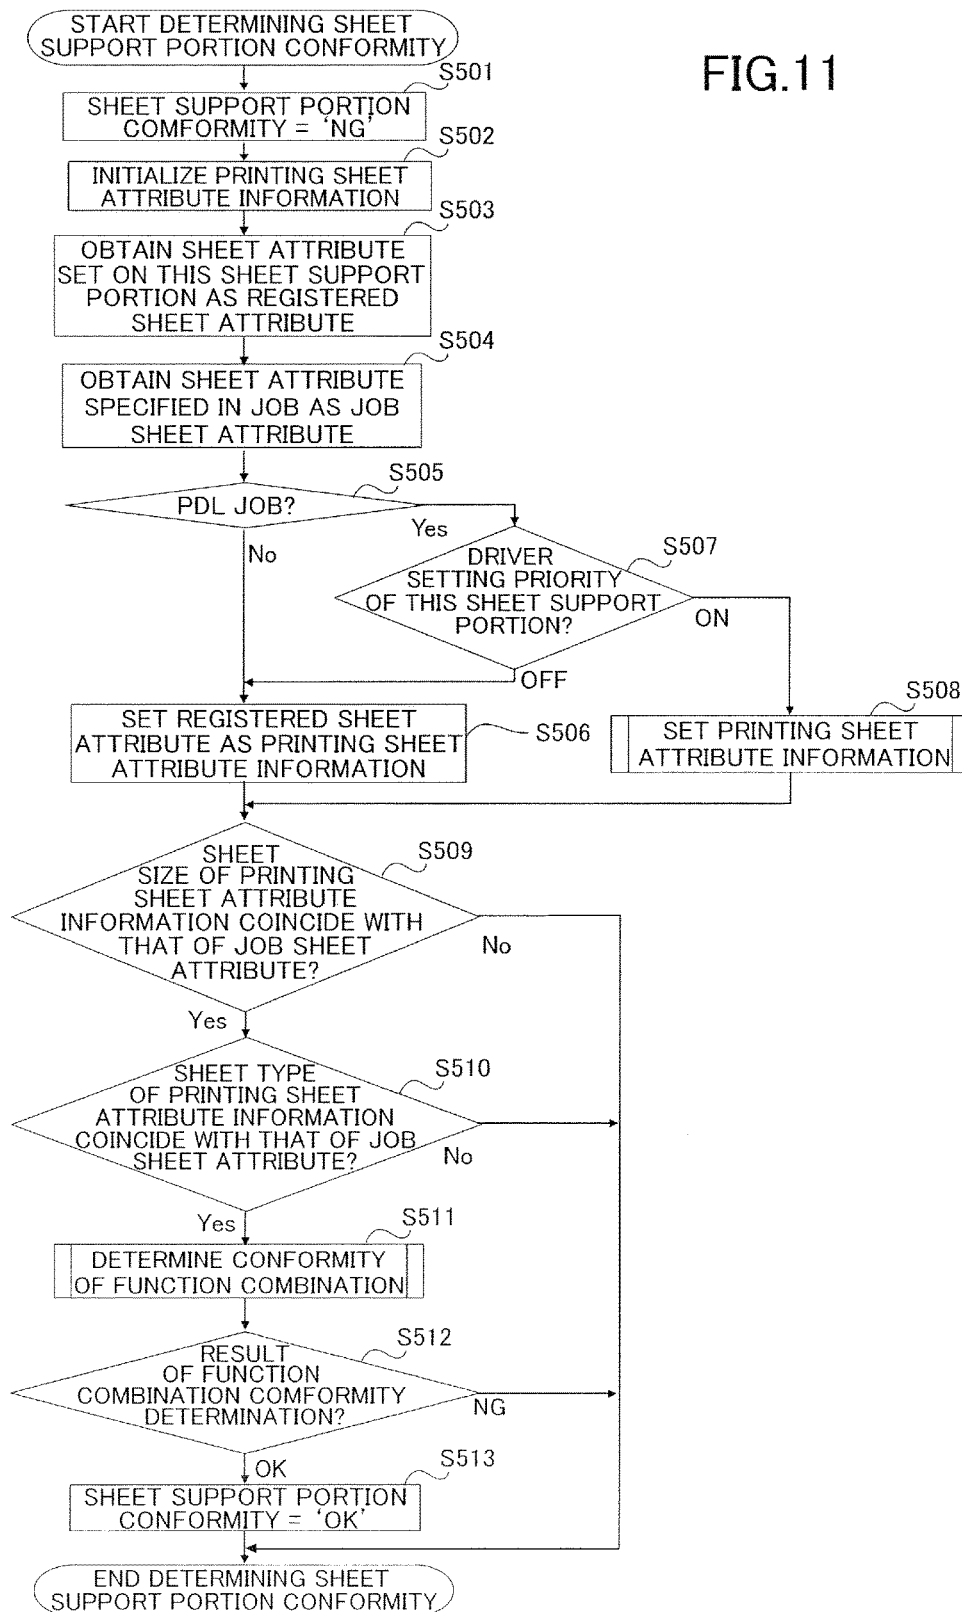 START DETERMINING SHEET
SUPPORT PORTION CONFORMITY
FIG.11
S501
SHEET SUPPORT PORTION
COMFORMITY = ‘NG’
S502
INITIALIZE PRINTING SHEET
ATTRIBUTE INFORMATION
S503
OBTAIN SHEET ATTRIBUTE
SET ON THIS SHEET SUPPORT
PORTION AS REGISTERED
SHEET ATTRIBUTE
S504
OBTAIN SHEET ATTRIBUTE
SPECIFIED IN JOB AS JOB
SHEET ATTRIBUTE
S505
PDL JOB?
Yes
No
S507
DRIVER
SETTING PRIORITY
OF THIS SHEET SUPPORT
PORTION?
ON
OFF
S506
SET REGISTERED SHEET
ATTRIBUTE AS PRINTING SHEET
ATTRIBUTE INFORMATION
S508
SET PRINTING SHEET
ATTRIBUTE INFORMATION
S509
SHEET
SIZE OF PRINTING
SHEET ATTRIBUTE
INFORMATION COINCIDE WITH
THAT OF JOB SHEET
ATTRIBUTE?
No
Yes
S510
SHEET TYPE
OF PRINTING SHEET
ATTRIBUTE INFORMATION
COINCIDE WITH THAT OF JOB
SHEET ATTRIBUTE?
No
Yes
S511
DETERMINE CONFORMITY
OF FUNCTION COMBINATION
S512
RESULT
OF FUNCTION
COMBINATION COMFORMITY
DETERMINATION?
NG
OK
S513
SHEET SUPPORT PORTION
CONFORMITY = ‘OK’
END DETERMINING SHEET
SUPPORT PORTION CONFORMITY